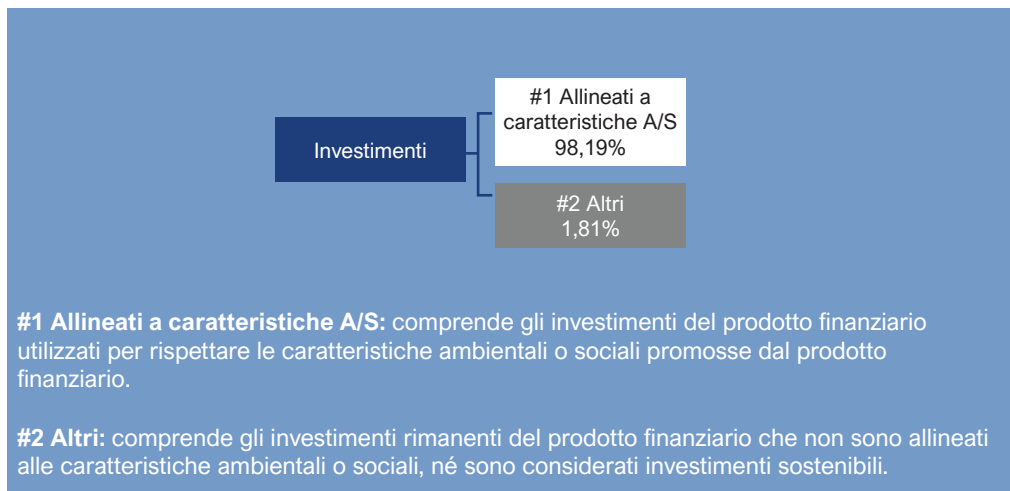 #1 Allineati a
caratteristiche A/S
98,19%
Investimenti
#2 Altri
1,81%
#1 Allineati a caratteristiche A/S: comprende gli investimenti del prodotto finanziario
utilizzati per rispettare le caratteristiche ambientali o sociali promosse dal prodotto
finanziario.
#2 Altri: comprende gli investimenti rimanenti del prodotto finanziario che non sono allineati
alle caratteristiche ambientali o sociali, né sono considerati investimenti sostenibili.